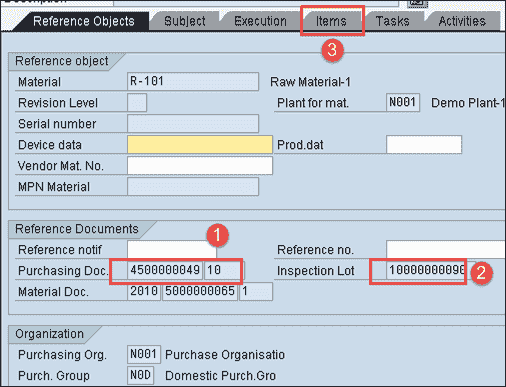 Reference Objects Subject Execution Items Tasks Activities
3
Reference object
Material R-101 Raw Material-1
Revision Level Plant for mat. N001 Demo Plant-1
Serial number
Device data Prod.dat
Vendor Mat. No.
MPN Material
1
Reference Documents
Reference notif Reference no.
Purchasing Doc. 4500000049 10 Inspection Lot 10000000090 2
Material Doc. 2010 5000000065 1
Organization
Purchasing Org. N001 Purchase Organisatio
Purch. Group N0D Domestic Purch.Gro